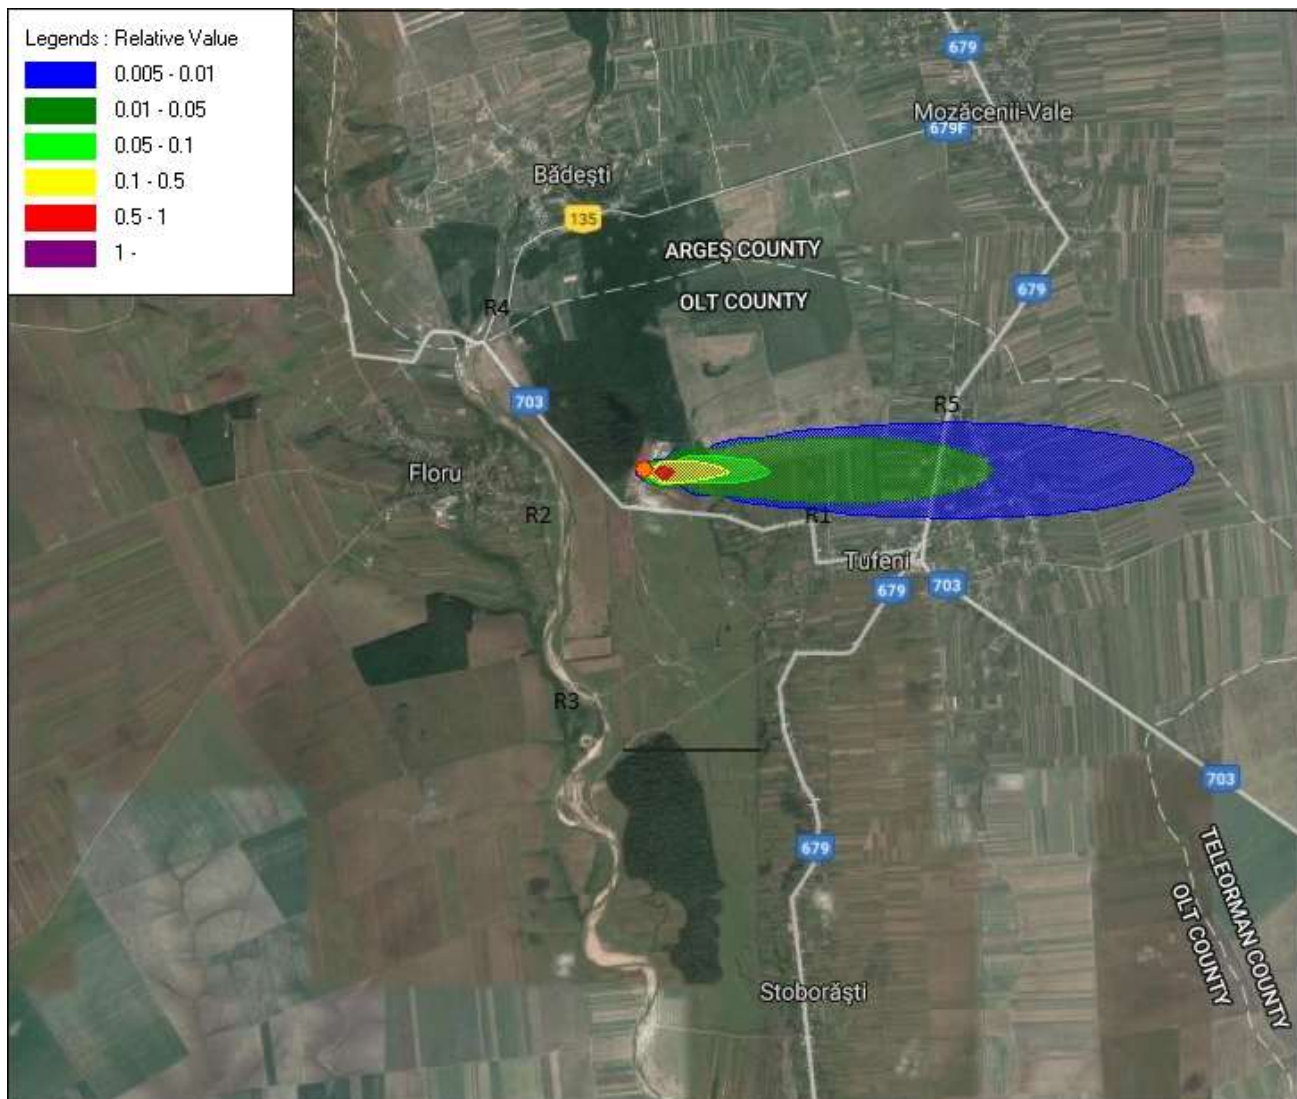 Legends : Relative Value
0.005 - 0.01
0.01 - 0.05
0.05 - 0.1
0.1 - 0.5
0.5 - 1
1 -
679
Mozăcenii-Vale
679F
Bădești
135
ARGEȘ COUNTY
OLT COUNTY
679
R4
703
R5
Floru
R2
R1
Tufeni
679
703
R3
703
679
TELEORMAN COUNTY
OLT COUNTY
Stoborăști